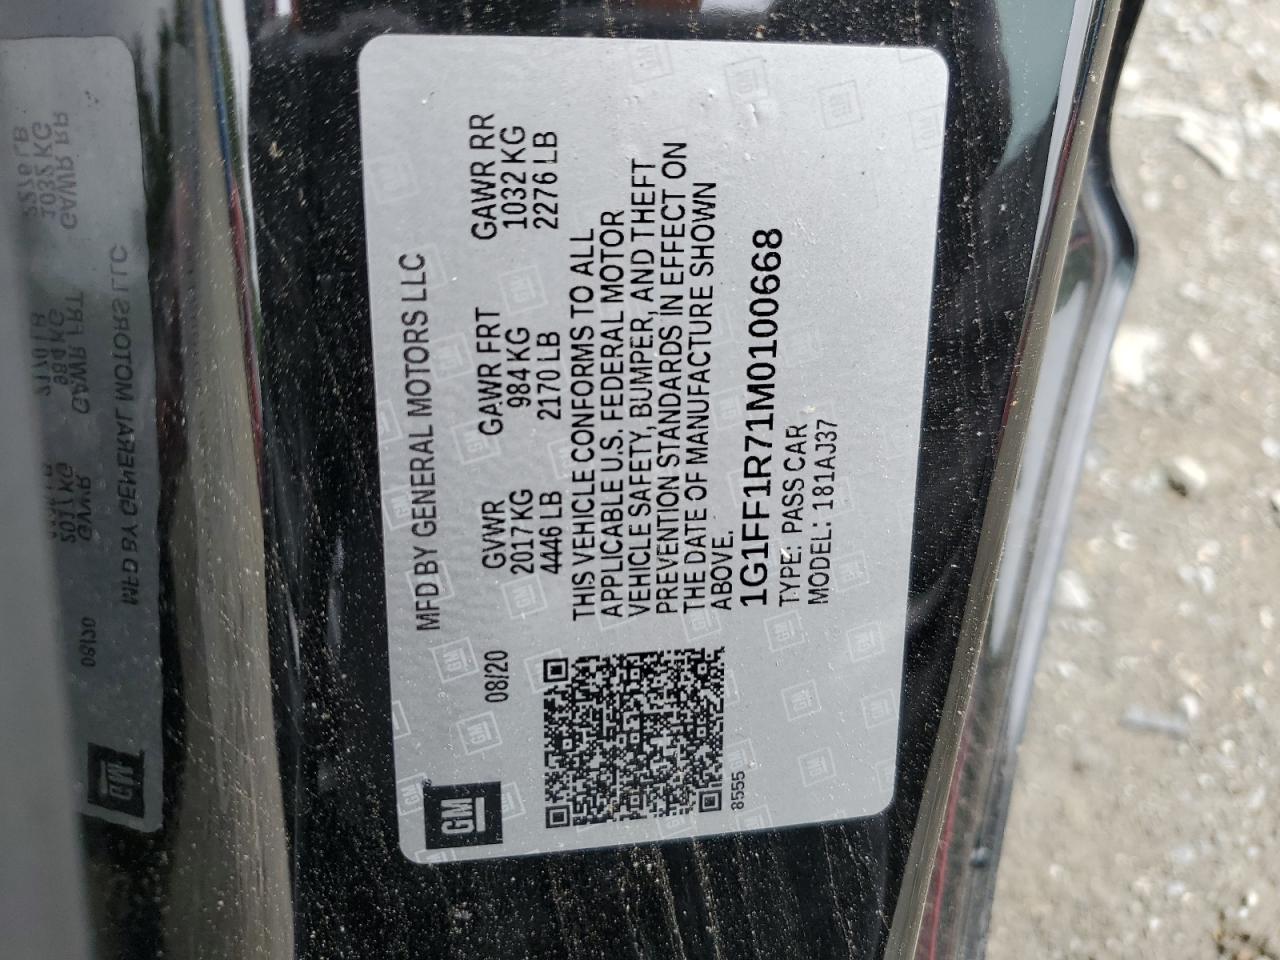 GM
MFD BY GENERAL MOTORS LLC
08/20 GVWR GAWR FRT GAWR RR
2017 KG 984 KG 1032 KG
4446 LB 2170 LB 2276 LB
THIS VEHICLE CONFORMS TO ALL
APPLICABLE U.S. FEDERAL MOTOR
VEHICLE SAFETY, BUMPER, AND THEFT
PREVENTION STANDARDS IN EFFECT ON
THE DATE OF MANUFACTURE SHOWN
ABOVE.
8555
1G1FF1R71M0100668
TYPE: PASS CAR
MODEL: 181AJ37